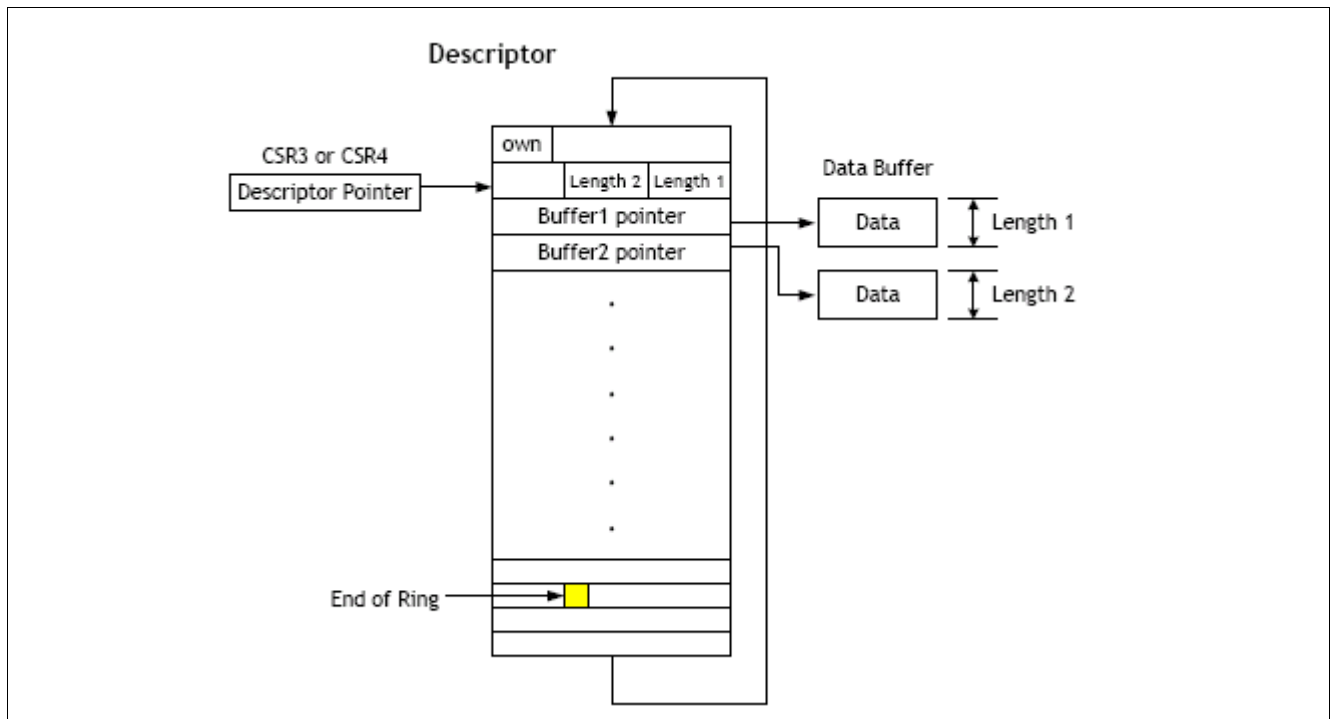 Descriptor
CSR3 or CSR4
Descriptor Pointer
own
Length 2 Length 1
Buffer1 pointer
Buffer2 pointer
Data Buffer
Data
Length 1
Data
Length 2
End of Ring